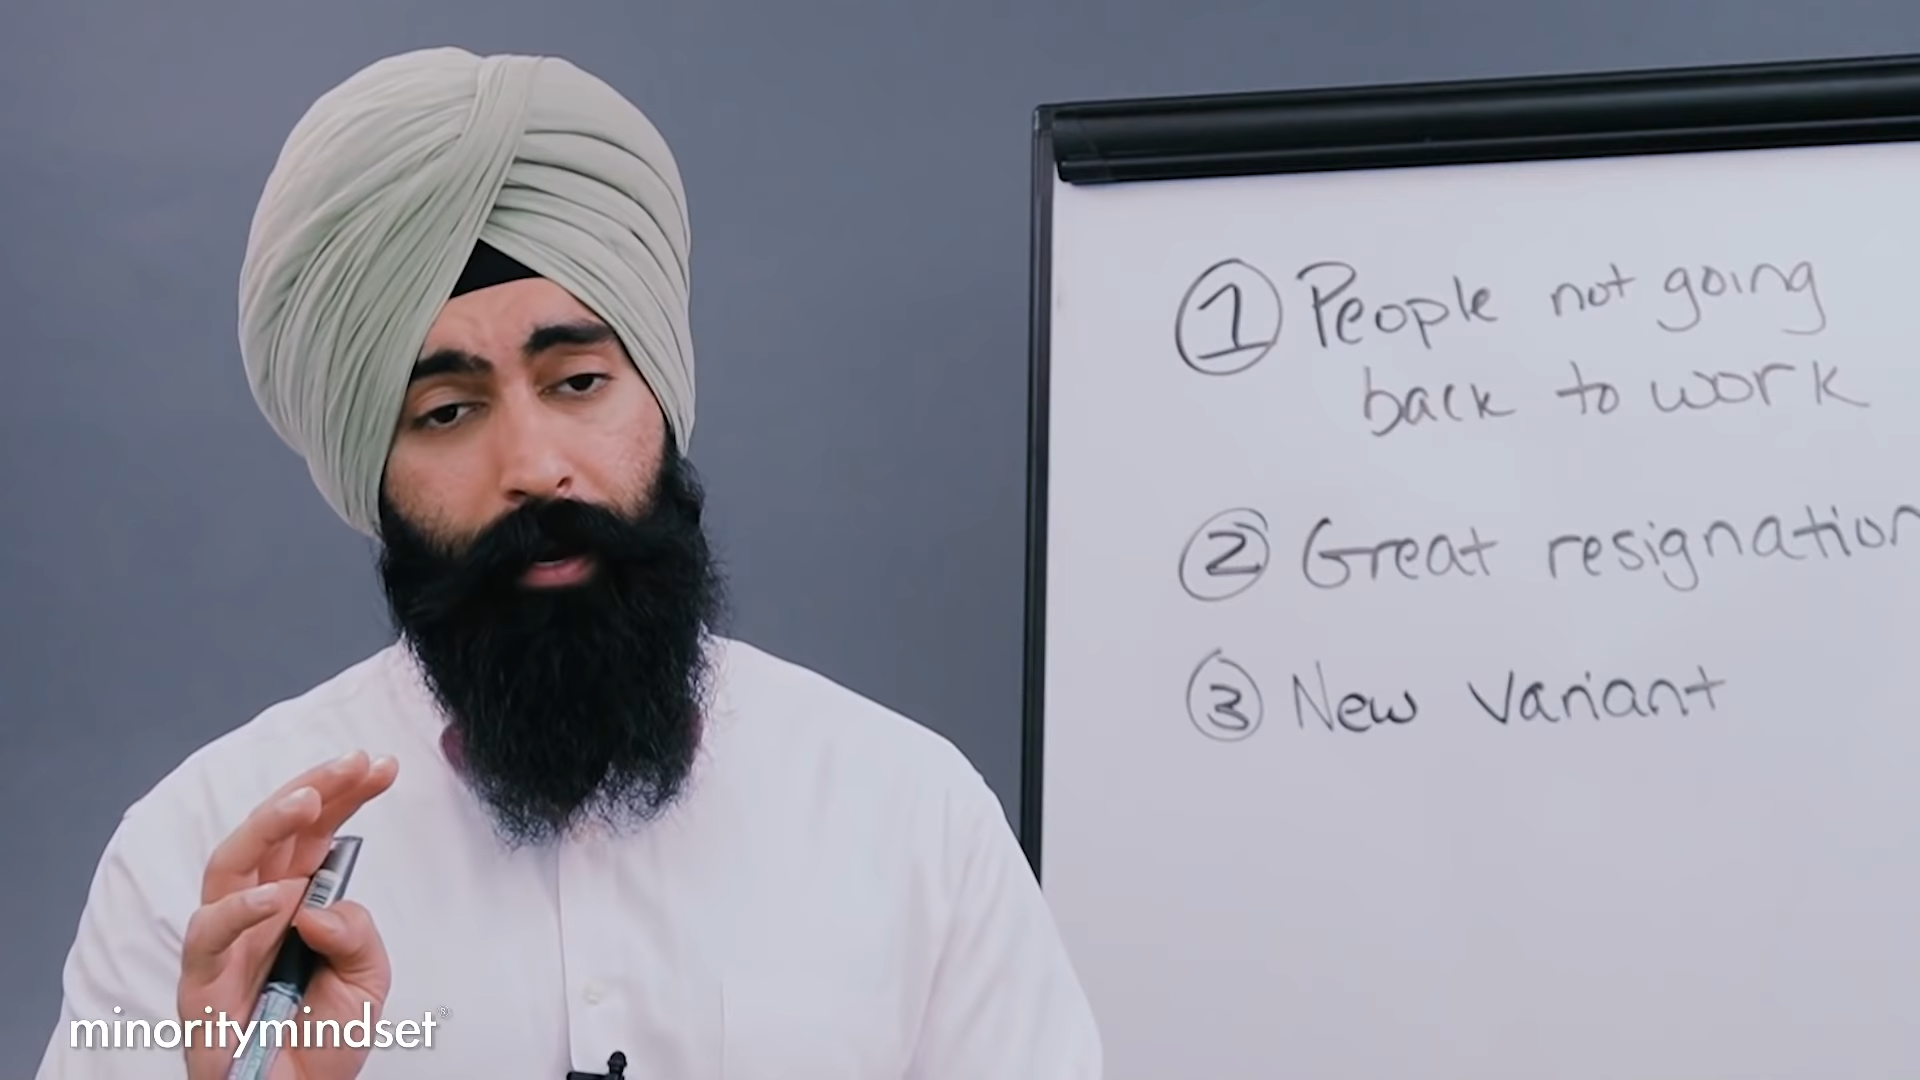 ① People not going
back to work
② Great resignation
③ New variant
minoritymindset®